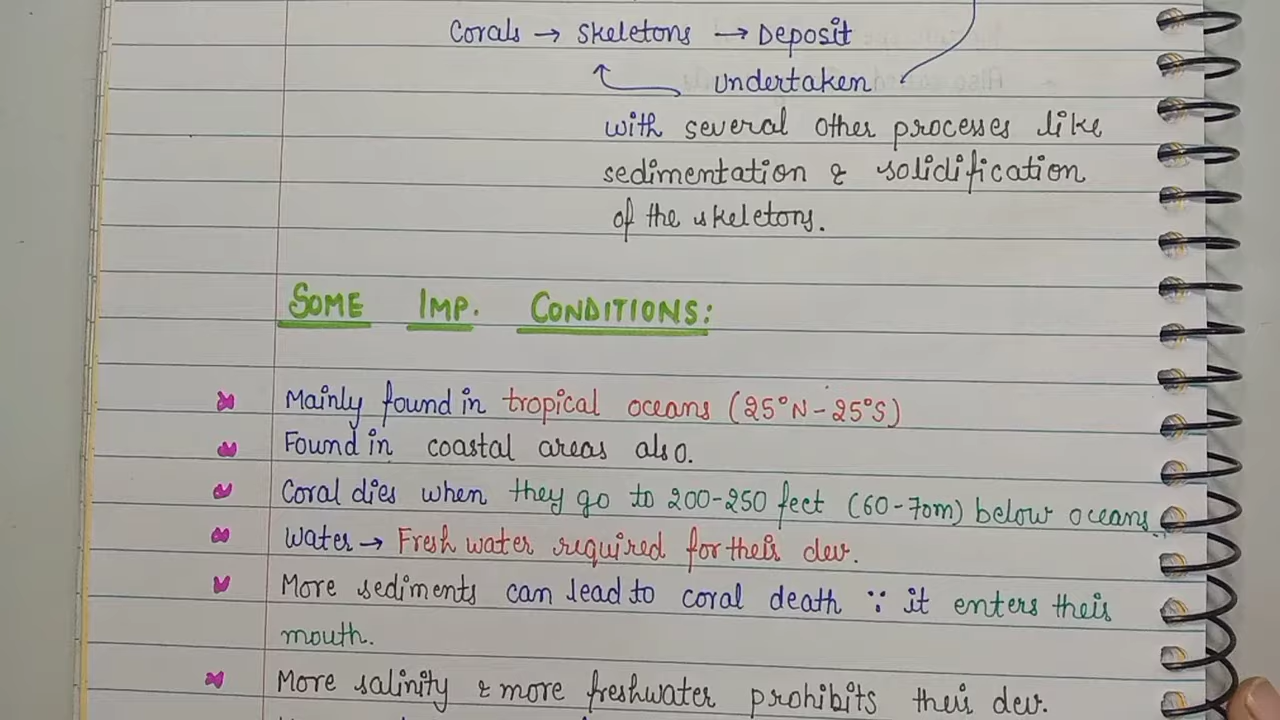 Corals → Skeletons → Deposit
undertaken
with several other processes like
sedimentation & solidification
of the skeletons.
SOME IMP. CONDITIONS:
Mainly found in tropical oceans (25°N-25°S)
Found in coastal areas also.
Coral dies when they go to 200-250 feet (60-70m) below oceans.
Water → Fresh water required for their dev.
More sediments can lead to coral death ∵ it enters their
mouth.
More salinity & more freshwater prohibits their dev.